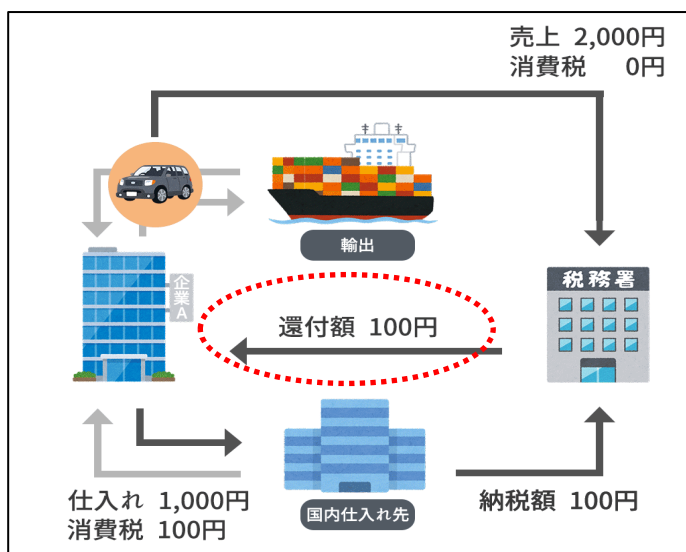 売上 2,000円
消費税 0円
輸出
企業A
税務署
還付額 100円
仕入れ 1,000円
消費税 100円
国内仕入れ先
納税額 100円